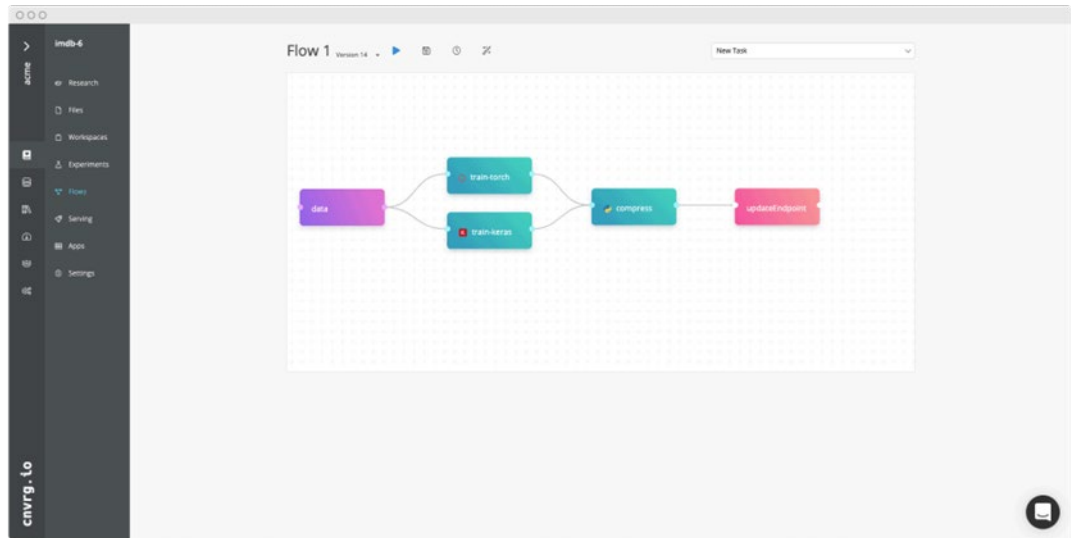 imdb-6
acme
Research
Files
Workspaces
Experiments
Flows
Serving
Apps
Settings
cnvrg.io
Flow 1 Version 14
New Task
data
train-torch
train-keras
compress
updateEndpoint